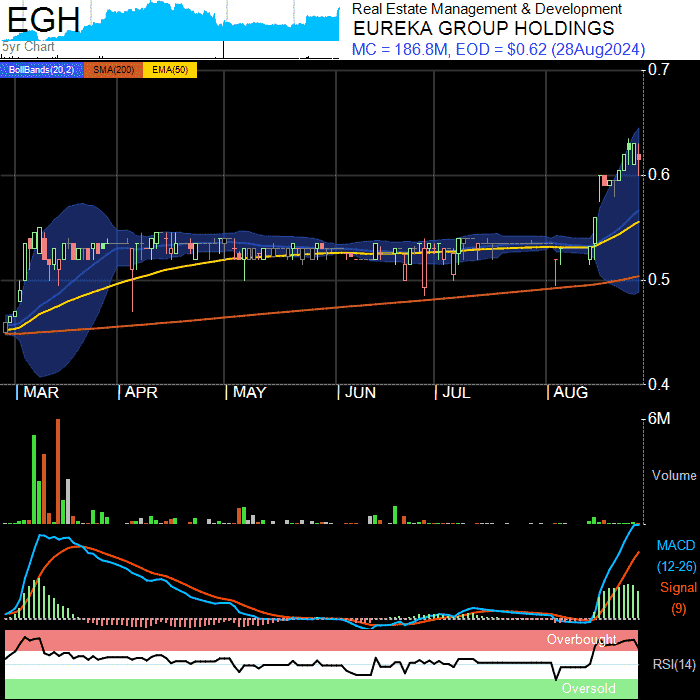 EGH
5yr Chart
Real Estate Management & Development
EUREKA GROUP HOLDINGS
MC = 186.8M, EOD = $0.62 (28Aug2024)
BollBands(20,2) SMA(200) EMA(50)
0.7
0.6
0.5
0.4
MAR APR MAY JUN JUL AUG
6M
Volume
MACD
(12-26)
Signal
(9)
Overbought
RSI(14)
Oversold